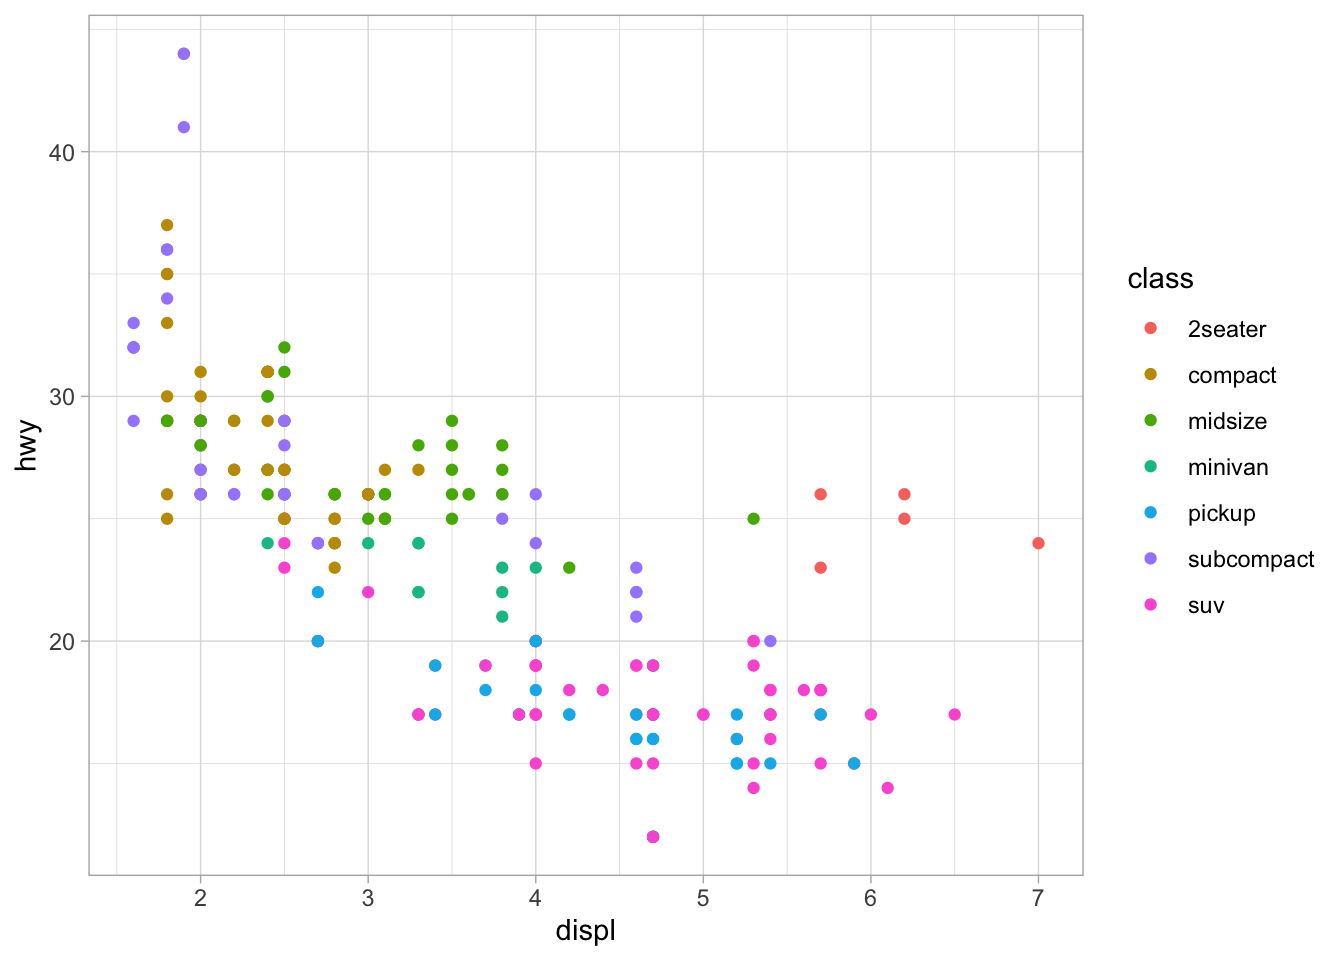 hwy
40
30
20
2 3 4 5 6 7
displ
class
2seater
compact
midsize
minivan
pickup
subcompact
suv